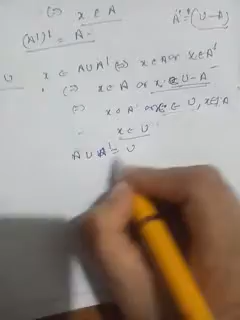 (⇔) x ∈ A
A' = (U - A)
(A')' = A
x ∈ A ∪ A' ⇔ x ∈ A or x ∈ A'
⇔ x ∈ A or x ∈ U - A
⇔ x ∈ A or x ∈ U, x ∉ A
x ∈ U
A ∪ A' = U